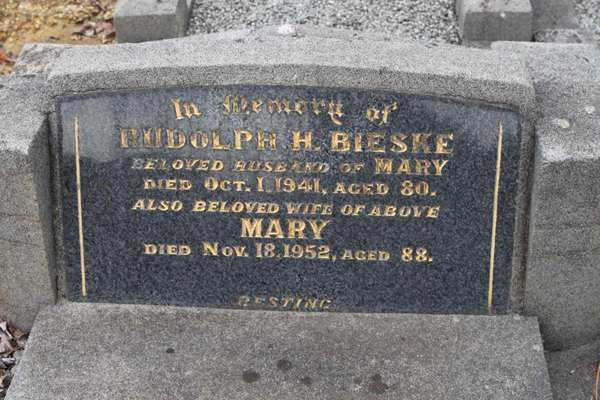 In Memory of
RUDOLPH H. BIESKE
BELOVED HUSBAND OF MARY
DIED OCT. 1. 1941, AGED 80.
ALSO BELOVED WIFE OF ABOVE
MARY
DIED NOV. 18. 1952, AGED 88.
RESTING